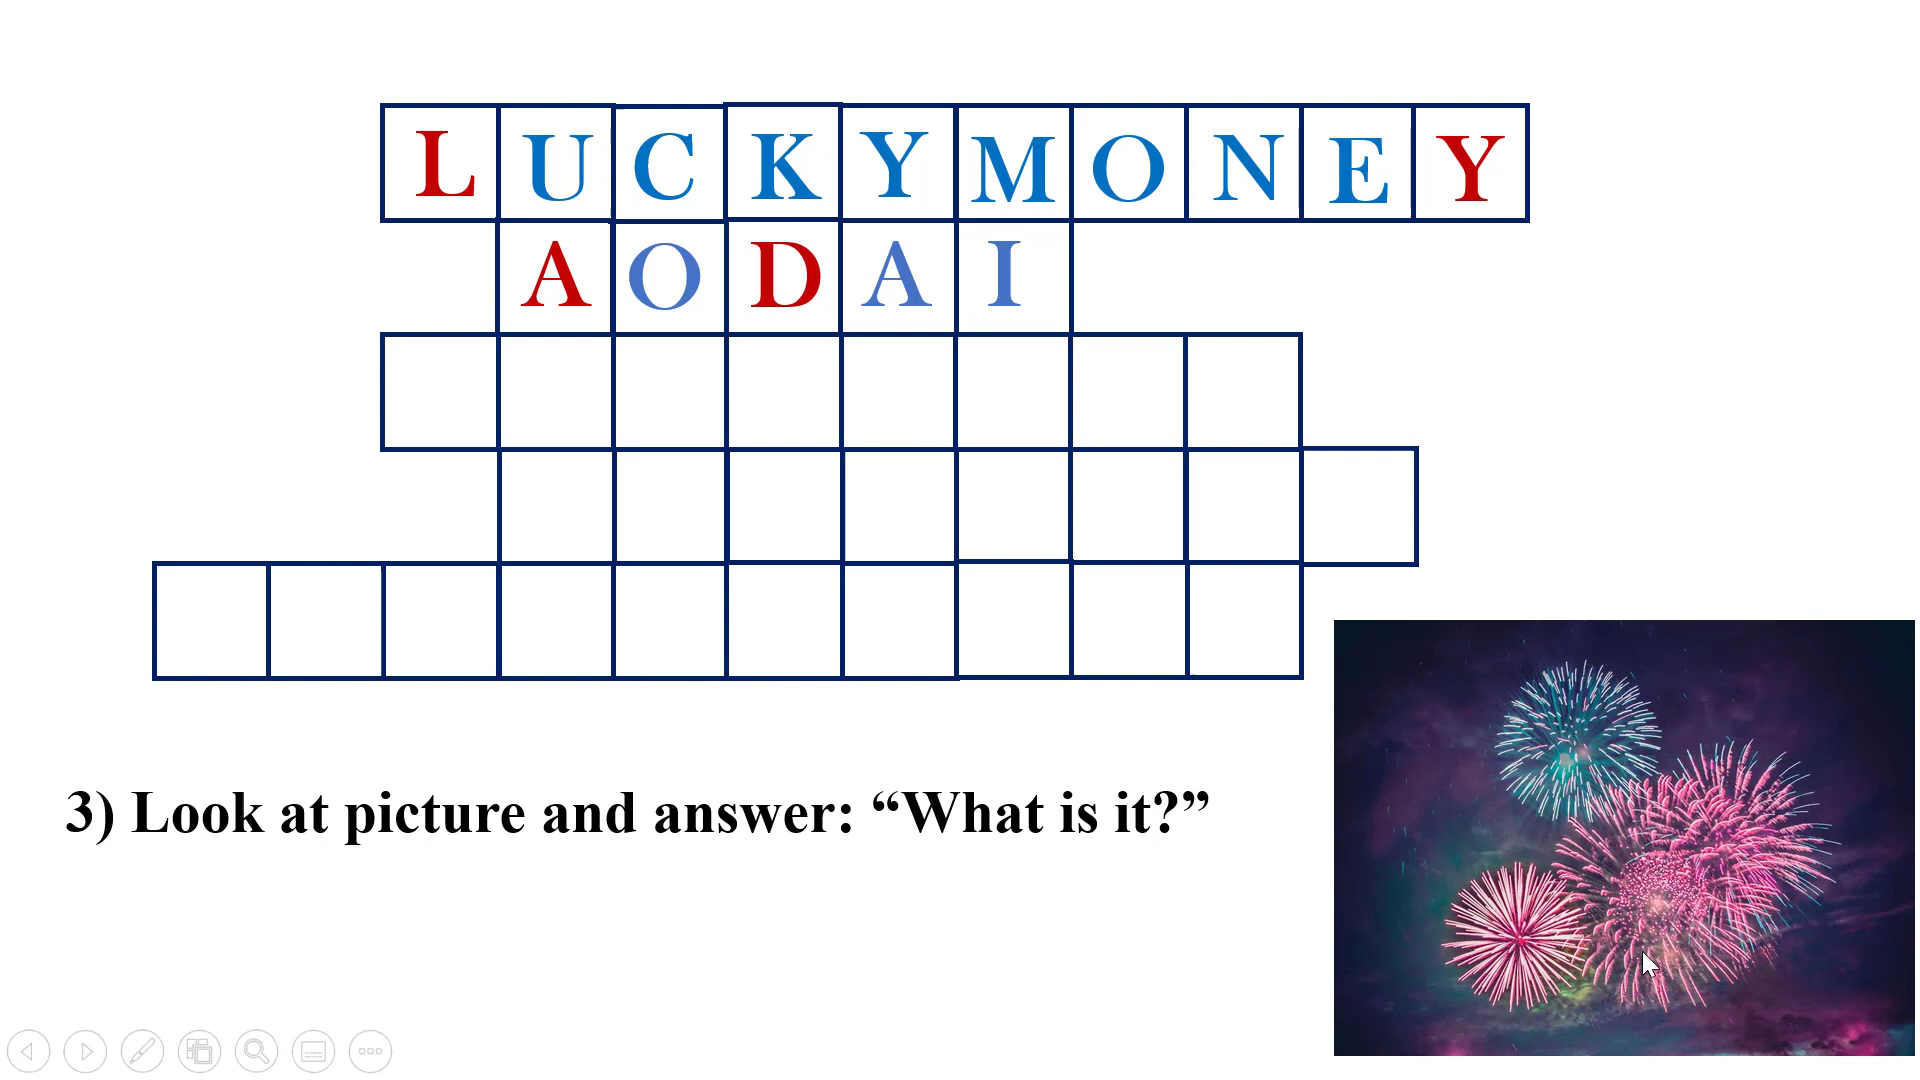 LUCKYMONEY
AODAI
3) Look at picture and answer: “What is it?”